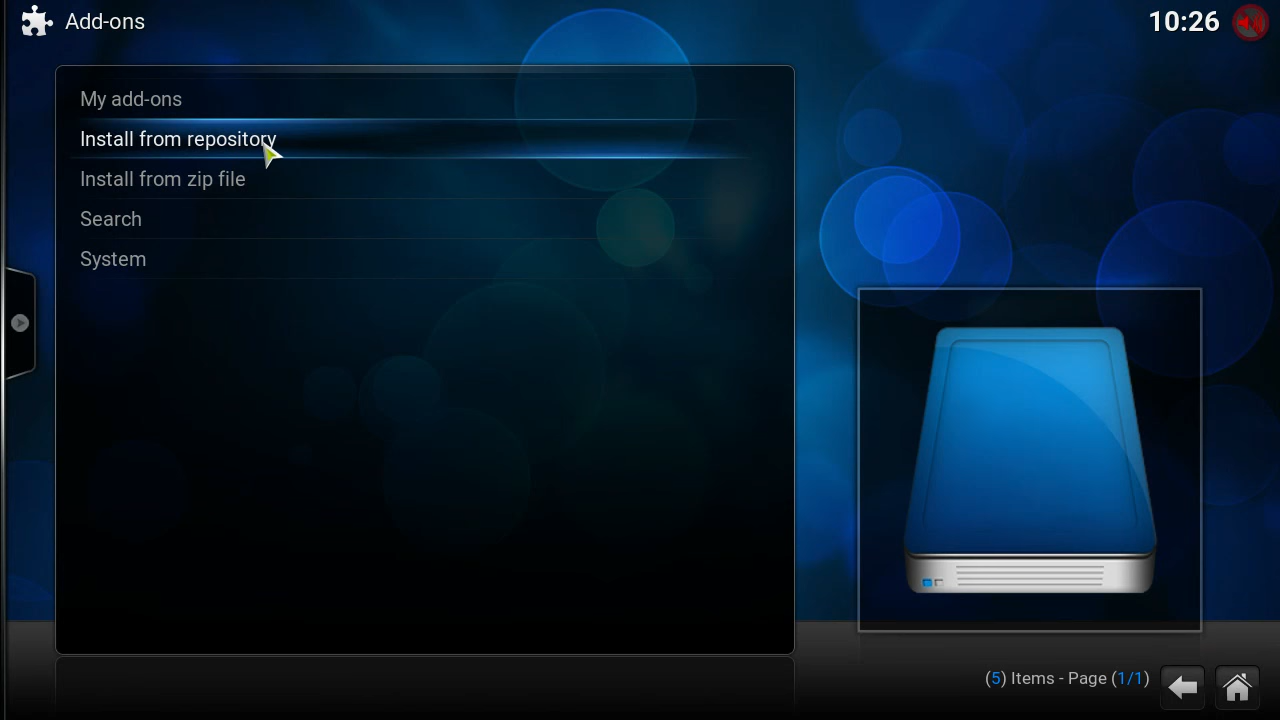 Add-ons
10:26
My add-ons
Install from repository
Install from zip file
Search
System
(5) Items - Page (1/1)